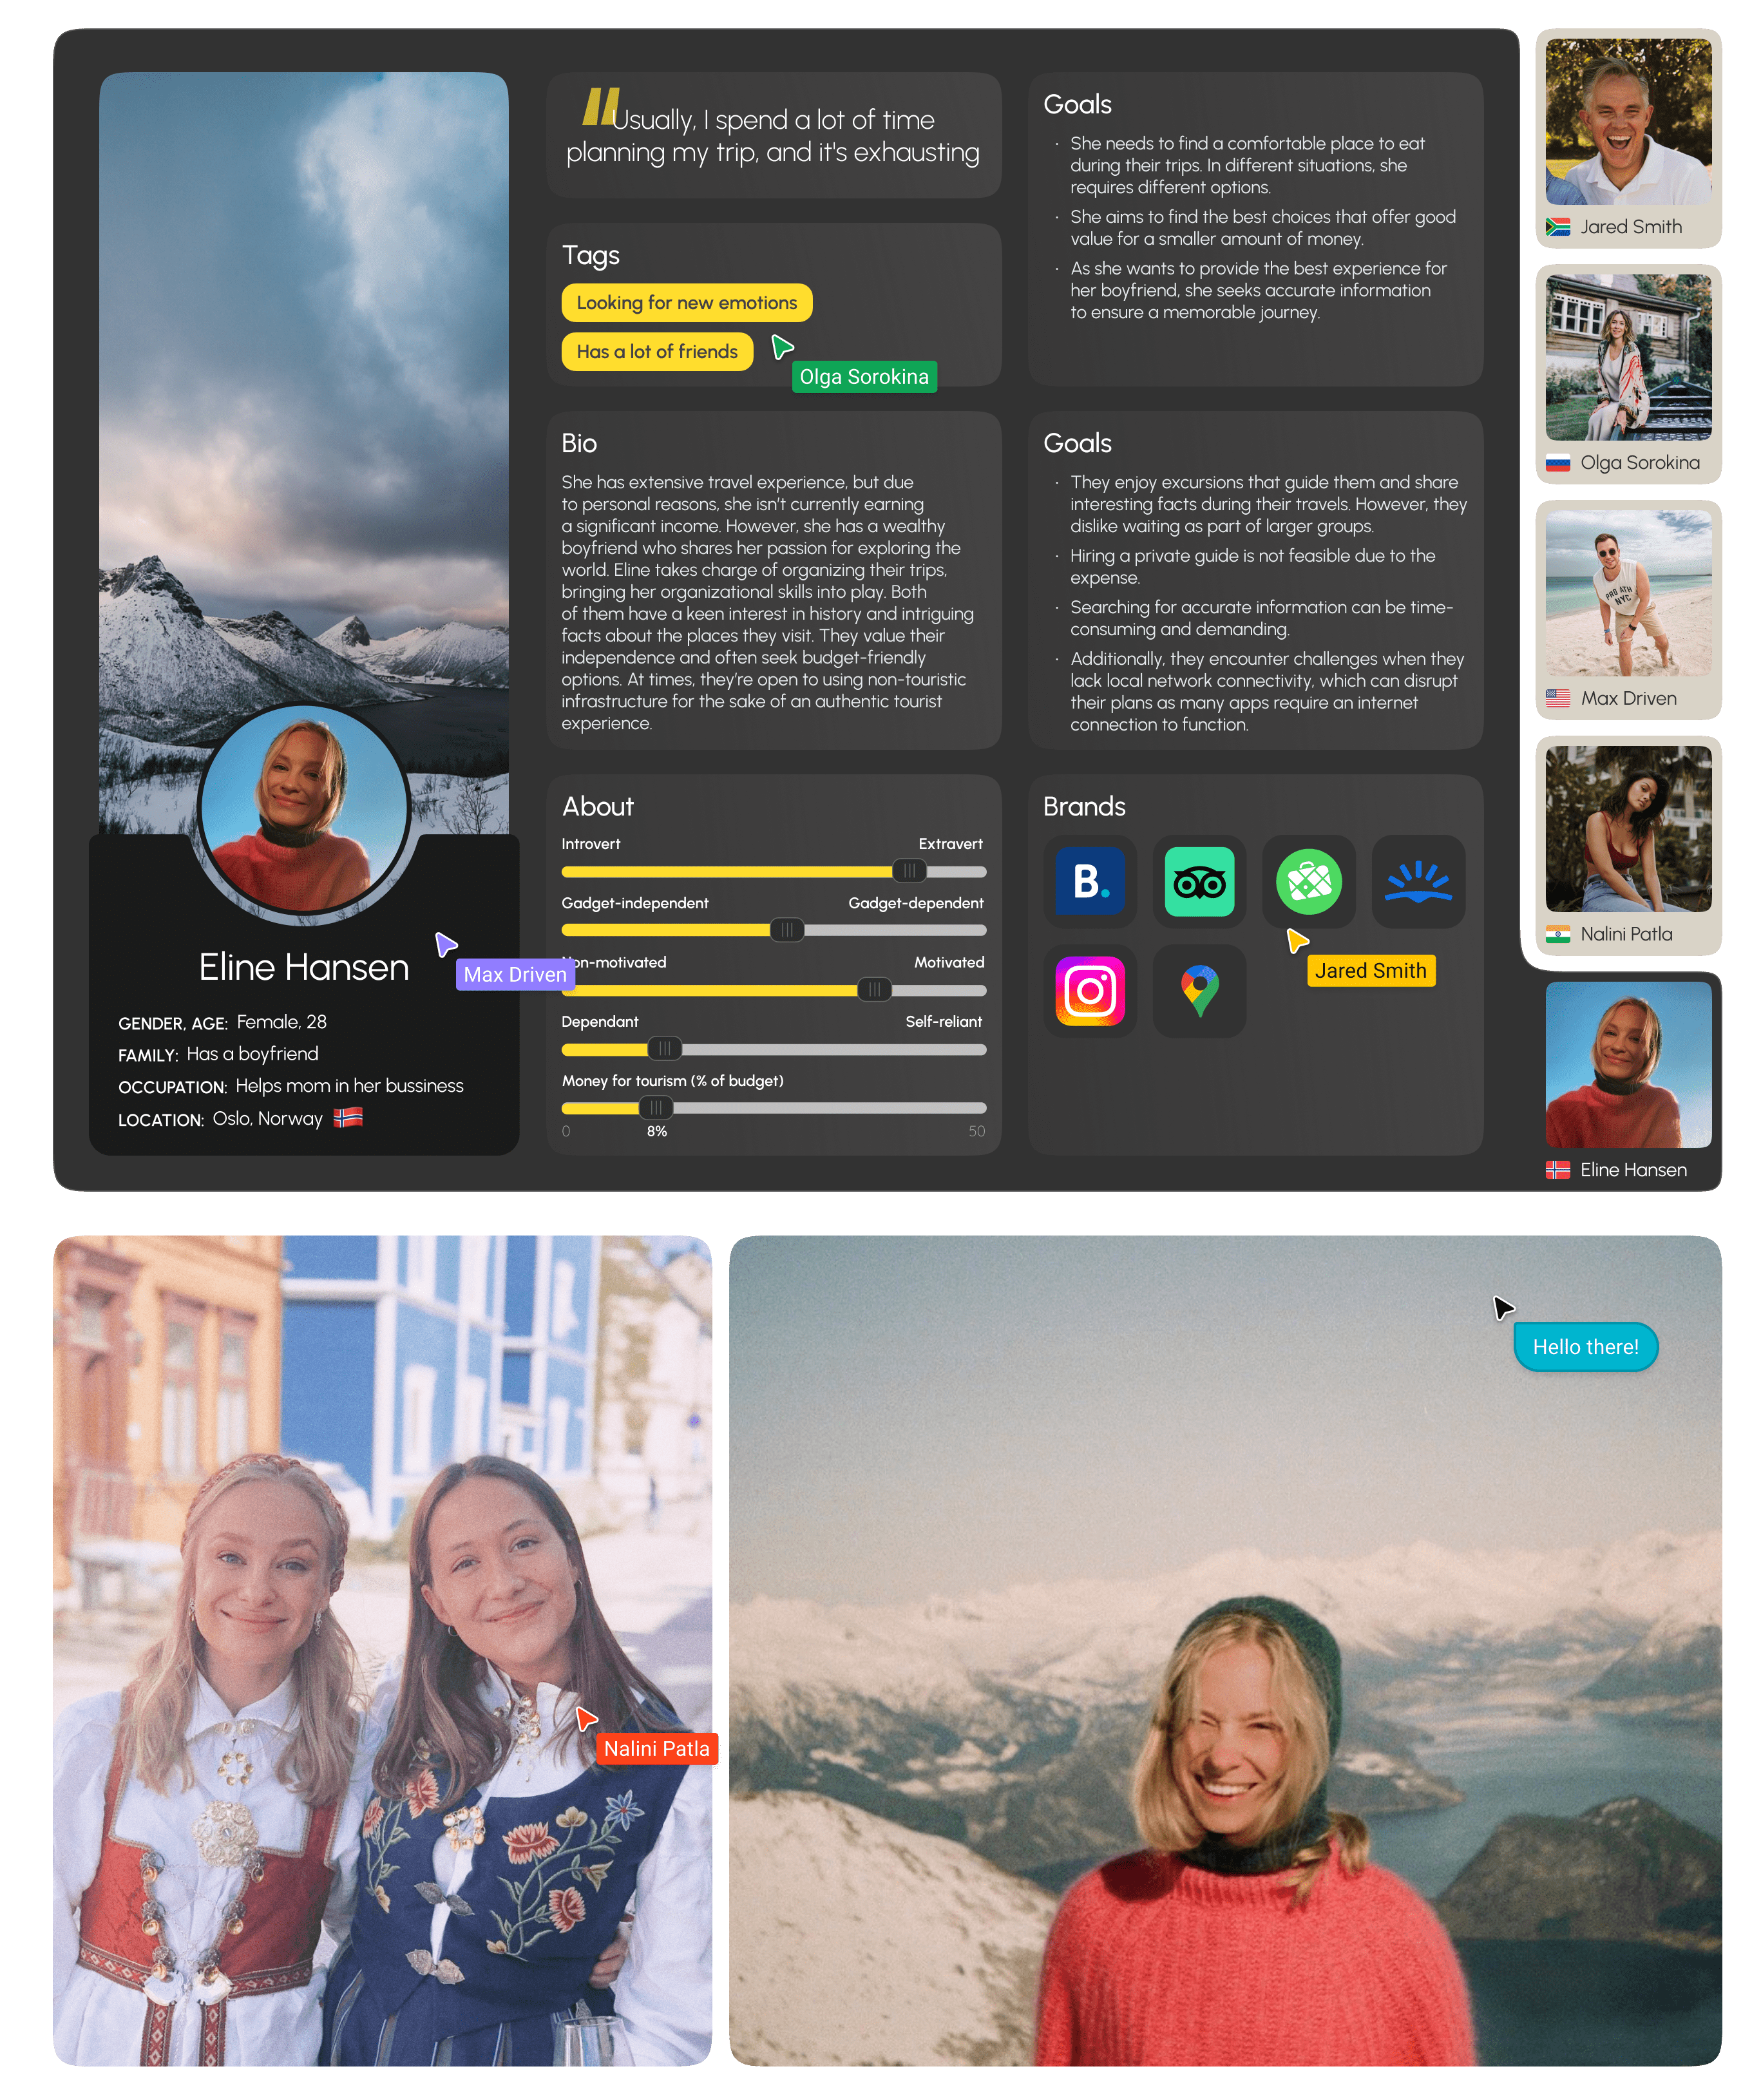 Usually, I spend a lot of time
planning my trip, and it's exhausting
Tags
Looking for new emotions
Has a lot of friends
Olga Sorokina
Goals
· She needs to find a comfortable place to eat
during their trips. In different situations, she
requires different options.
· She aims to find the best choices that offer good
value for a smaller amount of money.
· As she wants to provide the best experience for
her boyfriend, she seeks accurate information
to ensure a memorable journey.
Bio
She has extensive travel experience, but due
to personal reasons, she isn't currently earning
a significant income. However, she has a wealthy
boyfriend who shares her passion for exploring the
world. Eline takes charge of organizing their trips,
bringing her organizational skills into play. Both
of them have a keen interest in history and intriguing
facts about the places they visit. They value their
independence and often seek budget-friendly
options. At times, they're open to using non-touristic
infrastructure for the sake of an authentic tourist
experience.
Goals
· They enjoy excursions that guide them and share
interesting facts during their travels. However, they
dislike waiting as part of larger groups.
· Hiring a private guide is not feasible due to the
expense.
· Searching for accurate information can be time-
consuming and demanding.
· Additionally, they encounter challenges when they
lack local network connectivity, which can disrupt
their plans as many apps require an internet
connection to function.
Eline Hansen
Max Driven
GENDER, AGE: Female, 28
FAMILY: Has a boyfriend
OCCUPATION: Helps mom in her bussiness
LOCATION: Oslo, Norway
About
Introvert Extravert
Gadget-independent Gadget-dependent
Non-motivated Motivated
Dependant Self-reliant
Money for tourism (% of budget)
0 8% 50
Brands
B.
Jared Smith
Jared Smith
Olga Sorokina
PRO ATH
NYC
Max Driven
Nalini Patla
Eline Hansen
Nalini Patla
Hello there!